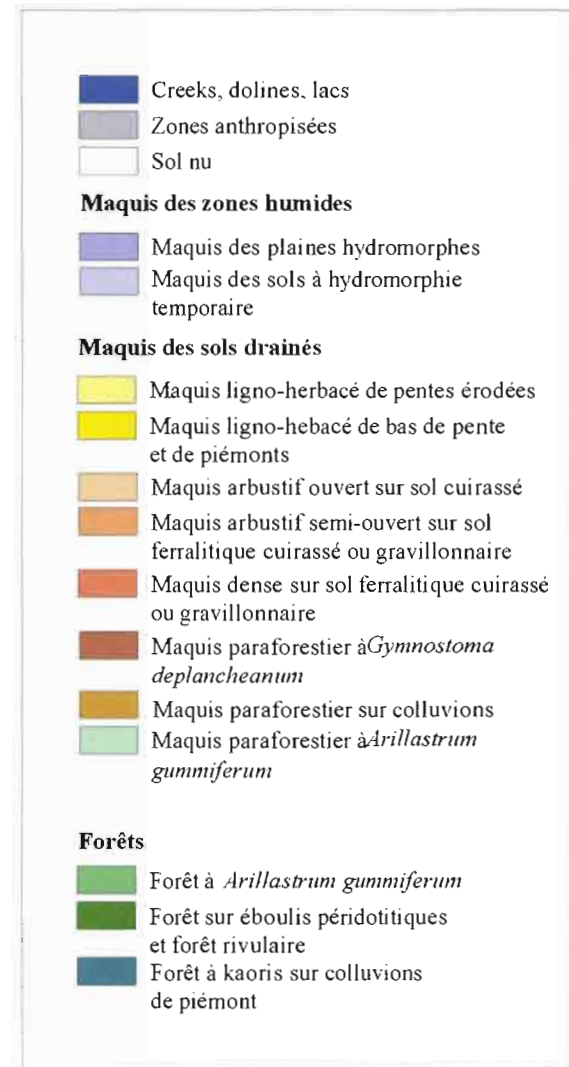 Creeks, dolines, lacs
Zones anthropisées
Sol nu
Maquis des zones humides
Maquis des plaines hydromorphes
Maquis des sols à hydromorphie
temporaire
Maquis des sols drainés
Maquis ligno-herbacé de pentes érodées
Maquis ligno-hebacé de bas de pente
et de piémonts
Maquis arbustif ouvert sur sol cuirassé
Maquis arbustif semi-ouvert sur sol
ferralitique cuirassé ou gravillonnaire
Maquis dense sur sol ferralitique cuirassé
ou gravillonnaire
Maquis paraforestier àGymnostoma
deplancheanum
Maquis paraforestier sur colluvions
Maquis paraforestier àArillastrum
gummiferum
Forêts
Forêt à Arillastrum gummiferum
Forêt sur éboulis péridotitiques
et forêt rivulaire
Forêt à kaoris sur colluvions
de piémont